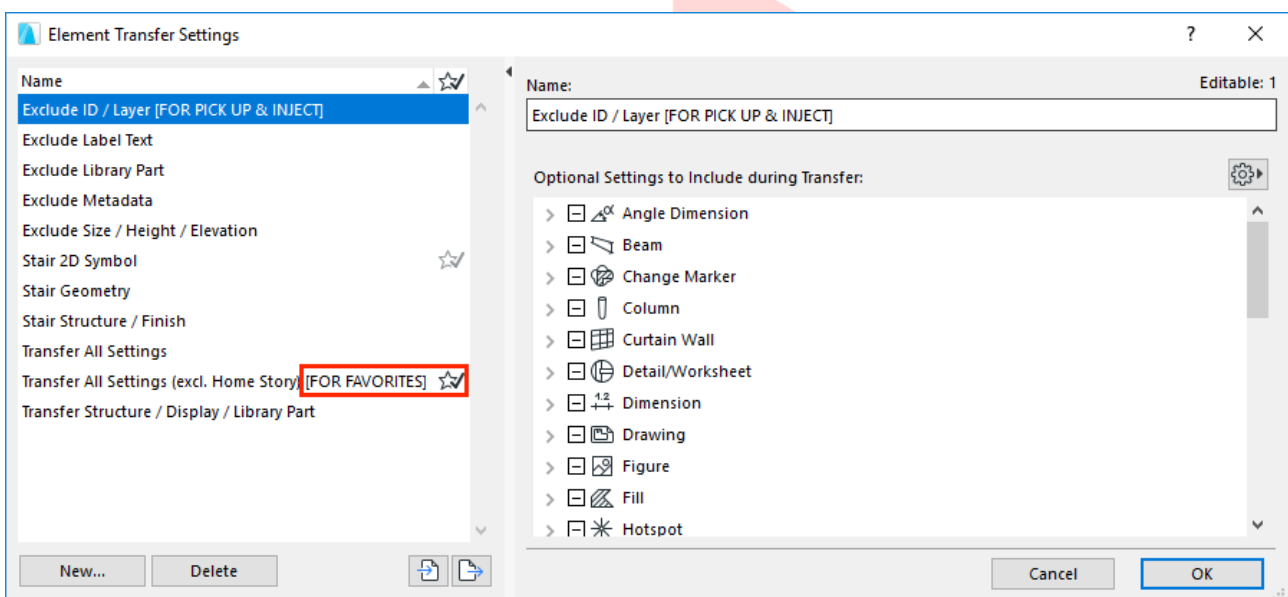 Element Transfer Settings
?
Name
Exclude ID / Layer [FOR PICK UP & INJECT]
Exclude Label Text
Exclude Library Part
Exclude Metadata
Exclude Size / Height / Elevation
Stair 2D Symbol
Stair Geometry
Stair Structure / Finish
Transfer All Settings
Transfer All Settings (excl. Home Story) [FOR FAVORITES]
Transfer Structure / Display / Library Part
New...
Delete
Name:
Editable: 1
Exclude ID / Layer [FOR PICK UP & INJECT]
Optional Settings to Include during Transfer:
α Angle Dimension
Beam
Change Marker
Column
Curtain Wall
Detail/Worksheet
1.2 Dimension
Drawing
Figure
Fill
Hotspot
Cancel
OK